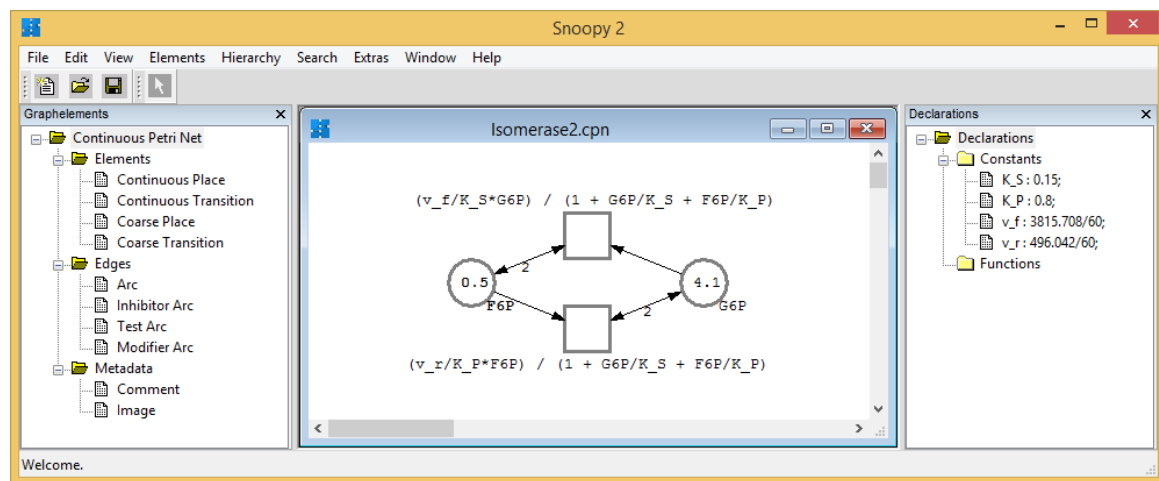 Snoopy 2
File Edit View Elements Hierarchy Search Extras Window Help
Graphelements
Continuous Petri Net
Elements
Continuous Place
Continuous Transition
Coarse Place
Coarse Transition
Edges
Arc
Inhibitor Arc
Test Arc
Modifier Arc
Metadata
Comment
Image
Isomerase2.cpn
(v_f/K_S*G6P) / (1 + G6P/K_S + F6P/K_P)
2
0.5
4.1
F6P
2
G6P
(v_r/K_P*F6P) / (1 + G6P/K_S + F6P/K_P)
Declarations
Declarations
Constants
K_S : 0.15;
K_P : 0.8;
v_f : 3815.708/60;
v_r : 496.042/60;
Functions
Welcome.